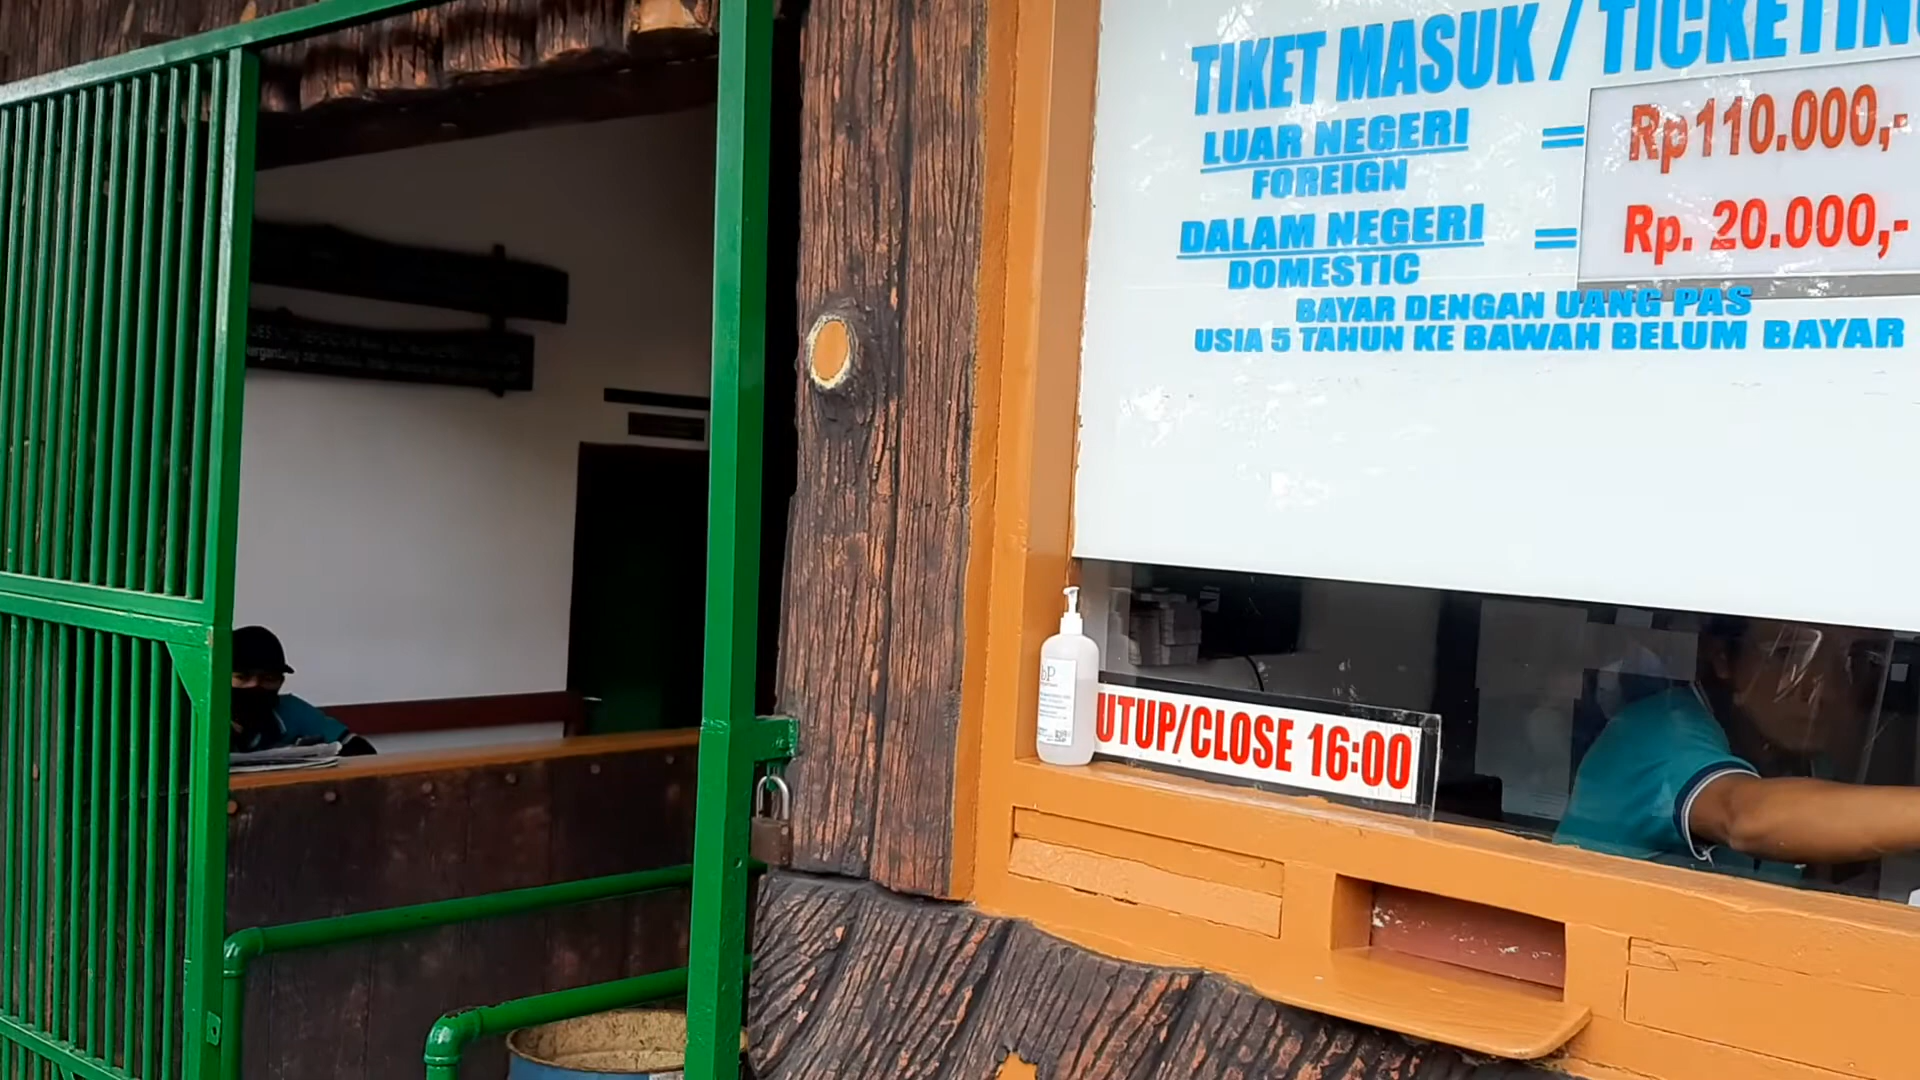 TIKET MASUK / TICKETIN
LUAR NEGERI = Rp110.000,-
FOREIGN
DALAM NEGERI = Rp. 20.000,-
DOMESTIC
BAYAR DENGAN UANG PAS
USIA 5 TAHUN KE BAWAH BELUM BAYAR
UTUP/CLOSE 16:00
bP